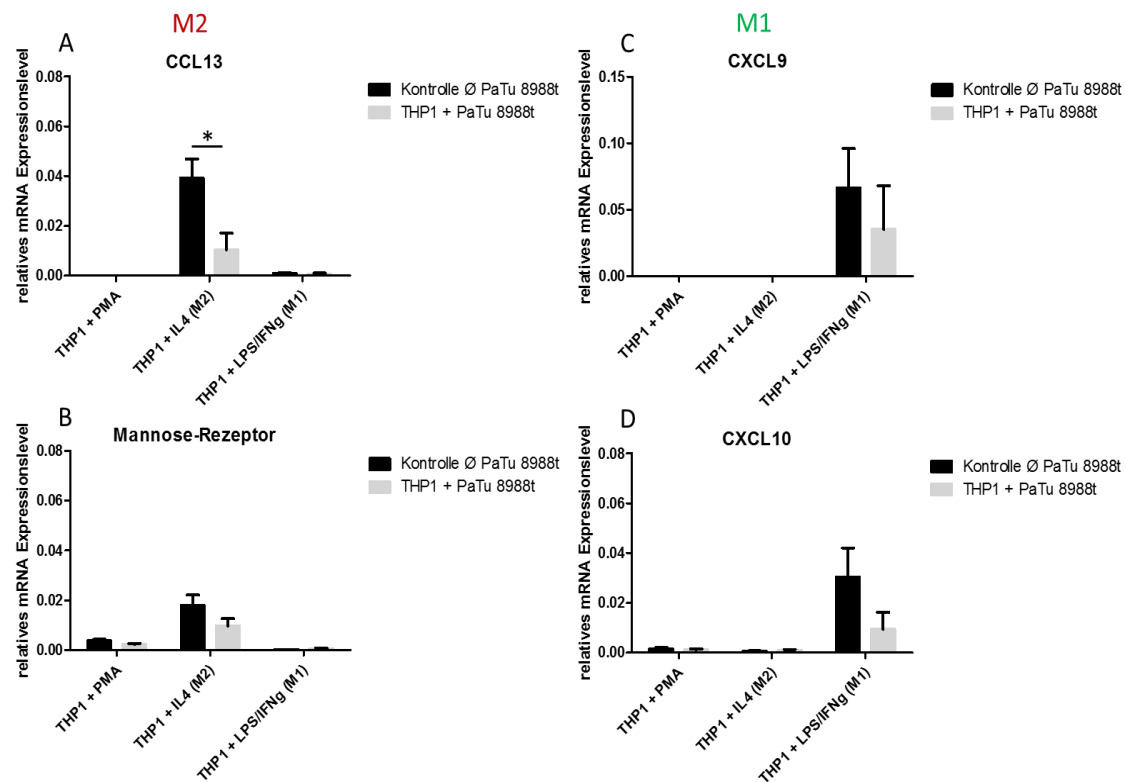 M2
A
CCL13
relatives mRNA Expressionslevel
0.08
0.06
0.04
0.02
0.00
*
THP1 + PMA
THP1 + IL4 (M2)
THP1 + LPS/IFNg (M1)
Kontrolle Ø PaTu 8988t
THP1 + PaTu 8988t
M1
C
CXCL9
relatives mRNA Expressionslevel
0.15
0.10
0.05
0.00
THP1 + PMA
THP1 + IL4 (M2)
THP1 + LPS/IFNg (M1)
Kontrolle Ø PaTu 8988t
THP1 + PaTu 8988t
B
Mannose-Rezeptor
relatives mRNA Expressionslevel
0.08
0.06
0.04
0.02
0.00
THP1 + PMA
THP1 + IL4 (M2)
THP1 + LPS/IFNg (M1)
Kontrolle Ø PaTu 8988t
THP1 + PaTu 8988t
D
CXCL10
relatives mRNA Expressionslevel
0.08
0.06
0.04
0.02
0.00
THP1 + PMA
THP1 + IL4 (M2)
THP1 + LPS/IFNg (M1)
Kontrolle Ø PaTu 8988t
THP1 + PaTu 8988t